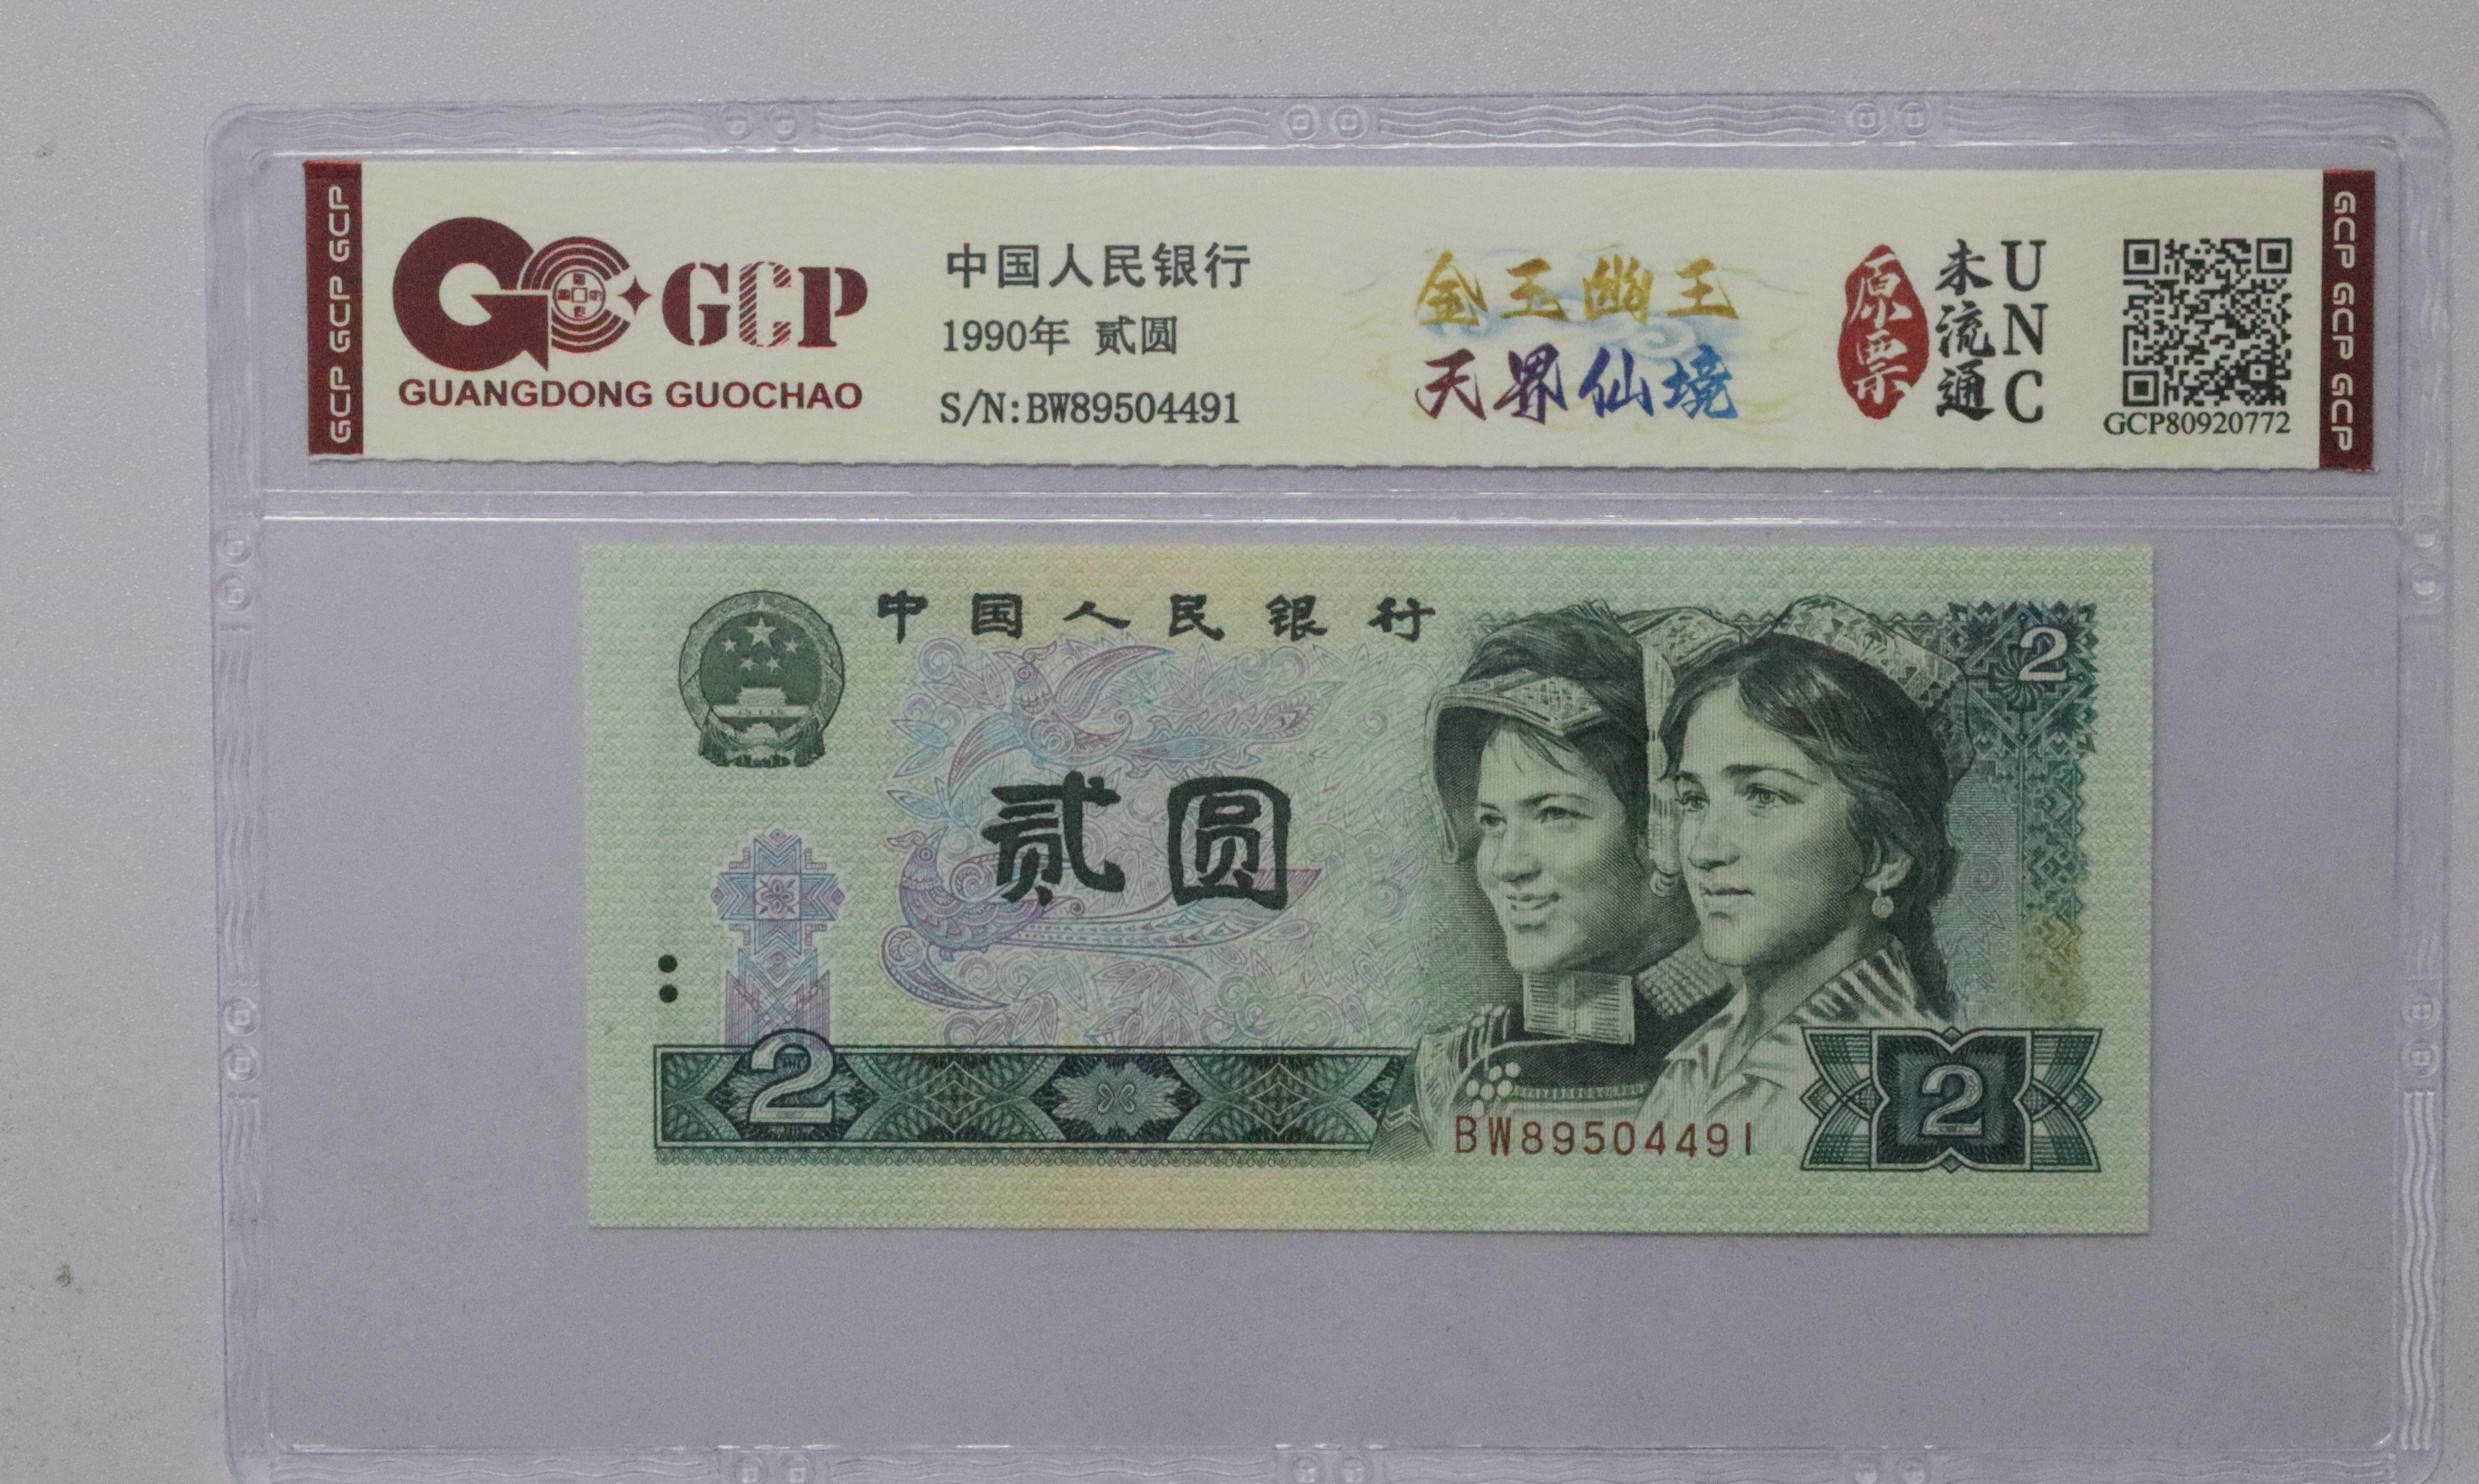 GCP GCP GCP
GCP
GUANGDONG GUOCHAO
中国人民银行
1990年 贰圆
S/N:BW89504491
金玉幽王
天界仙境
原票
未流通
UNC
GCP80920772
GCP GCP GCP
中国人民银行
2
贰圆
2
BW89504491
2